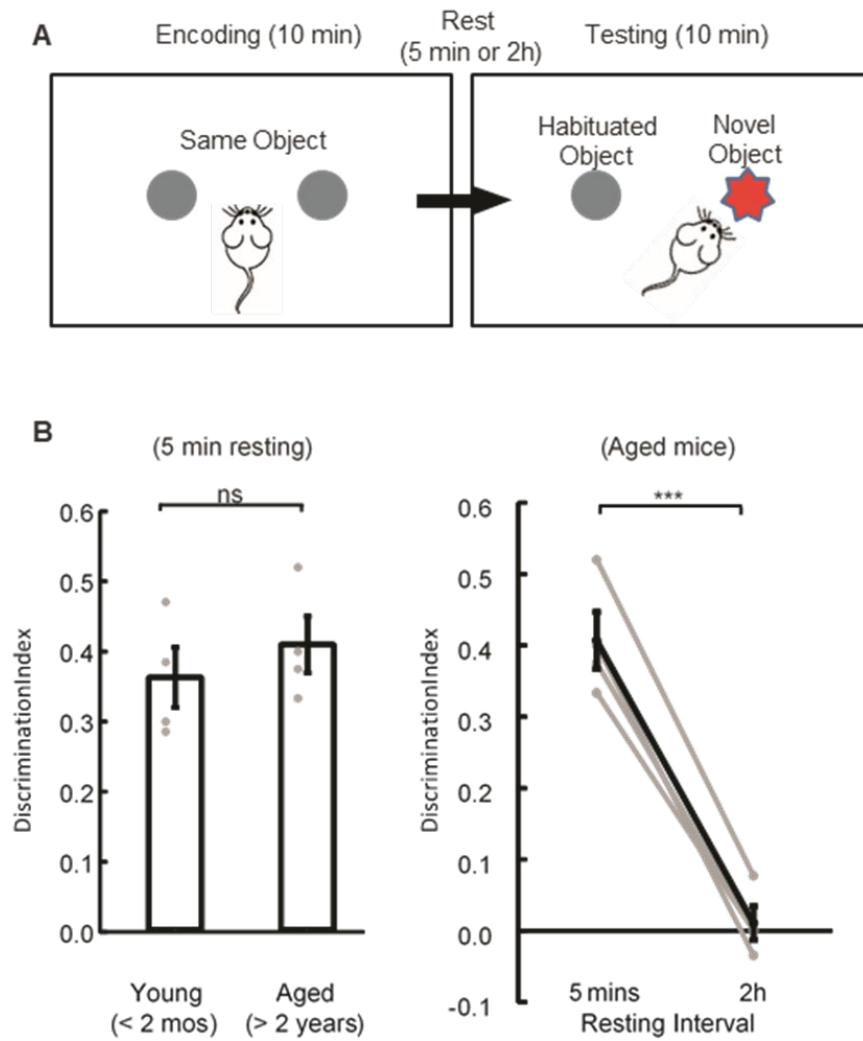 A
Encoding (10 min)
Rest
(5 min or 2h)
Testing (10 min)
Same Object
Habituated
Object
Novel
Object
B
(5 min resting)
ns
0.6
0.5
0.4
0.3
0.2
0.1
0.0
DiscriminationIndex
Young
(< 2 mos)
Aged
(> 2 years)
(Aged mice)
***
0.6
0.5
0.4
0.3
0.2
0.1
0.0
-0.1
DiscriminationIndex
5 mins
2h
Resting Interval